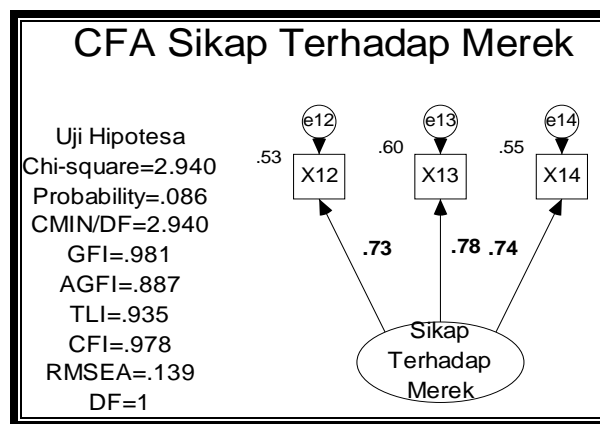 CFA Sikap Terhadap Merek
Uji Hipotesa
Chi-square=2.940
Probability=.086
CMIN/DF=2.940
GFI=.981
AGFI=.887
TLI=.935
CFI=.978
RMSEA=.139
DF=1
e12
e13
e14
.53
X12
.60
X13
.55
X14
.73
.78
.74
Sikap
Terhadap
Merek